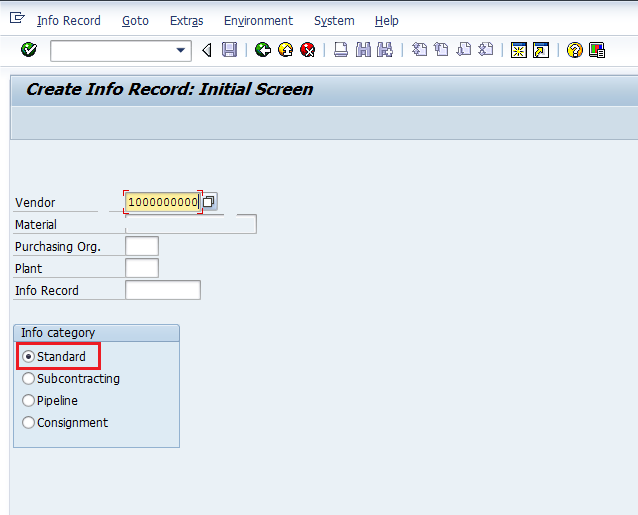 Info Record Goto Extras Environment System Help
Create Info Record: Initial Screen
Vendor 1000000000
Material
Purchasing Org.
Plant
Info Record
Info category
Standard
Subcontracting
Pipeline
Consignment